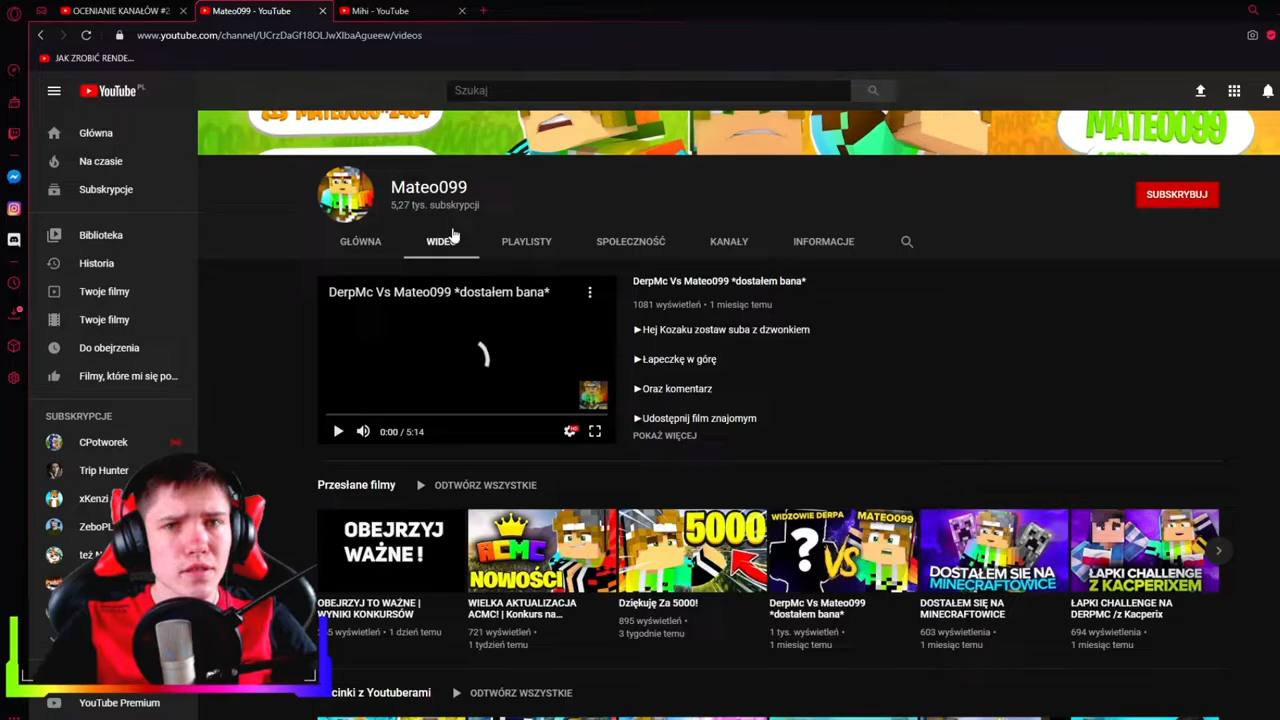 OCENIANIE KANAŁÓW #2
Mateo099 - YouTube
Mihi - YouTube
www.youtube.com/channel/UCrzDaGf18OLJwXIbaAgueew/videos
JAK ZROBIĆ RENDE...
YouTube PL
Szukaj
MATEO099
Główna
Na czasie
Subskrypcje
Biblioteka
Historia
Twoje filmy
Twoje filmy
Do obejrzenia
Filmy, które mi się po...
SUBSKRYPCJE
CPotworek
Trip Hunter
xKenzi
ZeboPL
też N
YouTube Premium
Mateo099
5,27 tys. subskrypcji
SUBSKRYBUJ
GŁÓWNA
PLAYLISTY
SPOŁECZNOŚĆ
KANAŁY
INFORMACJE
DerpMc Vs Mateo099 *dostałem bana*
0:00 / 5:14
DerpMc Vs Mateo099 *dostałem bana*
1081 wyświetleń • 1 miesiąc temu
►Hej Kozaku zostaw suba z dzwonkiem
►Łapeczkę w górę
►Oraz komentarz
►Udostępnij film znajomym
POKAŻ WIĘCEJ
Przesłane filmy
ODTWÓRZ WSZYSTKIE
OBEJRZYJ
WAŻNE !
OBEJRZYJ TO WAŻNE |
WYNIKI KONKURSÓW
wyświetleń • 1 dzień temu
ACMC
NOWOŚCI
WIELKA AKTUALIZACJA
ACMC! | Konkurs na...
721 wyświetleń •
1 tydzień temu
5000
Dziękuję Za 5000!
895 wyświetleń •
3 tygodnie temu
WIDZOWIE DERPA
MATEO099
?
VS
DerpMc Vs Mateo099
*dostałem bana*
1 tys. wyświetleń •
1 miesiąc temu
DOSTAŁEM SIĘ NA
MINECRAFTOWICE
DOSTAŁEM SIĘ NA
MINECRAFTOWICE
603 wyświetlenia •
1 miesiąc temu
ŁAPKI CHALLENGE
Z KACPERIXEM
ŁAPKI CHALLENGE NA
DERPMC /z Kacperix
694 wyświetlenia •
1 miesiąc temu
cinki z Youtuberami
ODTWÓRZ WSZYSTKIE